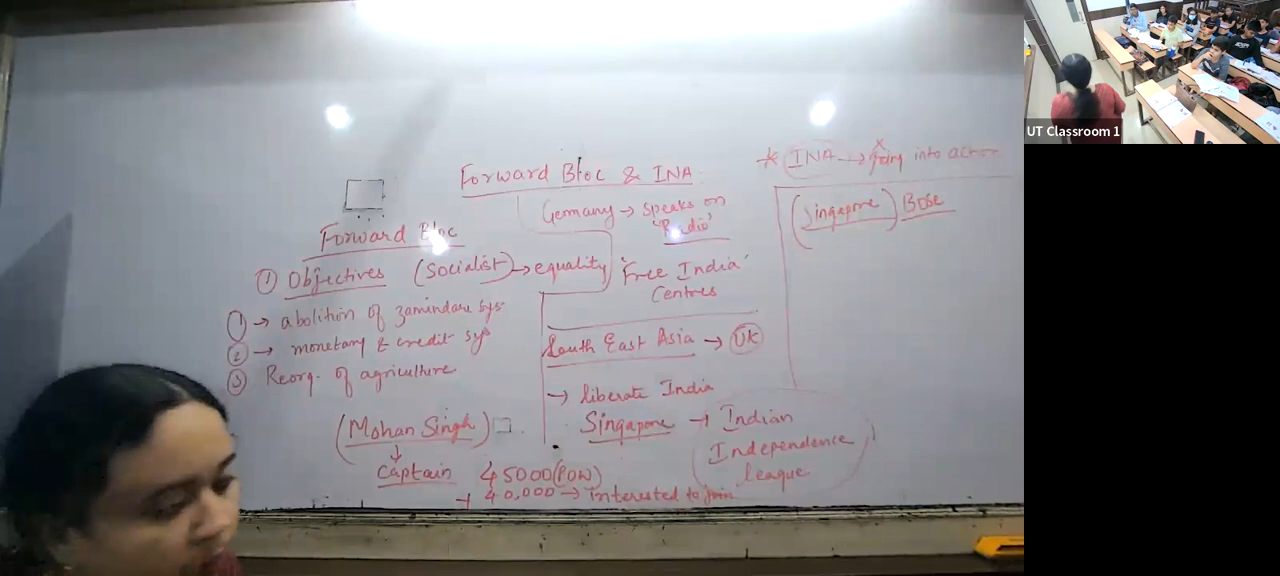 Forward Bloc & INA
Forward Bloc
① Objectives (Socialist) → equality
① → abolition of zamindari sys
② → monetary & credit sys
③ Reorg. of agriculture
(Mohan Singh)
Captain
45000 (POW)
→ 40,000 → Interested to join
Gemany → speaks on
'Radio'
'Free India'
Centres
South East Asia → UK
→ liberate India
Singapore → Indian
Independence
league
* INA → going into action
x
(Singapore) Bose
UT Classroom 1